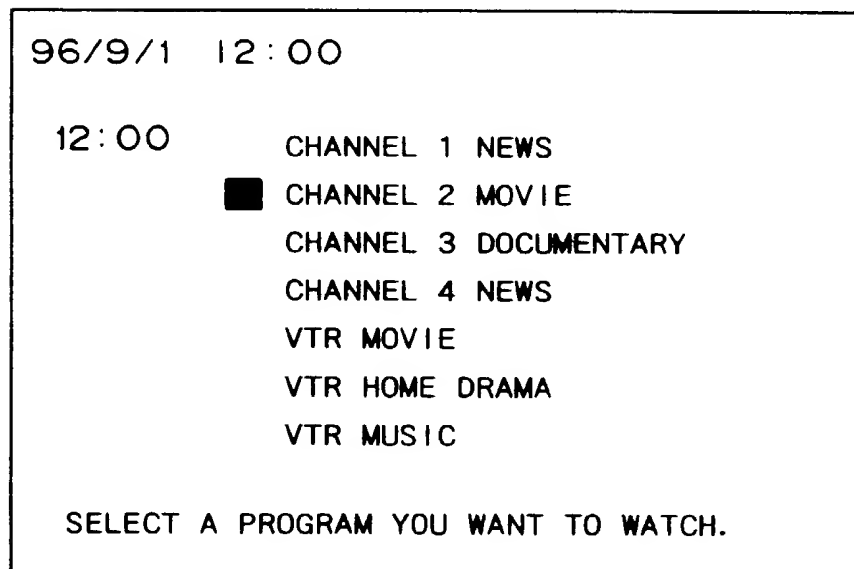 96/9/1 12:00
12:00 CHANNEL 1 NEWS
CHANNEL 2 MOVIE
CHANNEL 3 DOCUMENTARY
CHANNEL 4 NEWS
VTR MOVIE
VTR HOME DRAMA
VTR MUSIC
SELECT A PROGRAM YOU WANT TO WATCH.